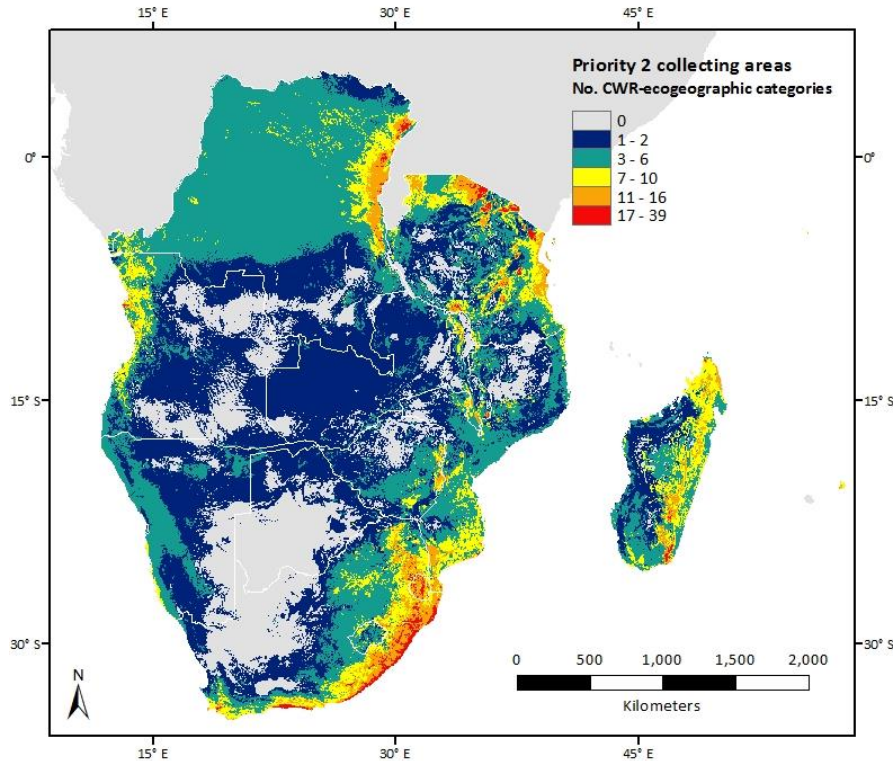 15° E 30° E 45° E
Priority 2 collecting areas
No. CWR-ecogeographic categories
0
1 - 2
3 - 6
7 - 10
11 - 16
17 - 39
0° 0°
15° S 15° S
30° S 30° S
N
0 500 1,000 1,500 2,000
Kilometers
15° E 30° E 45° E